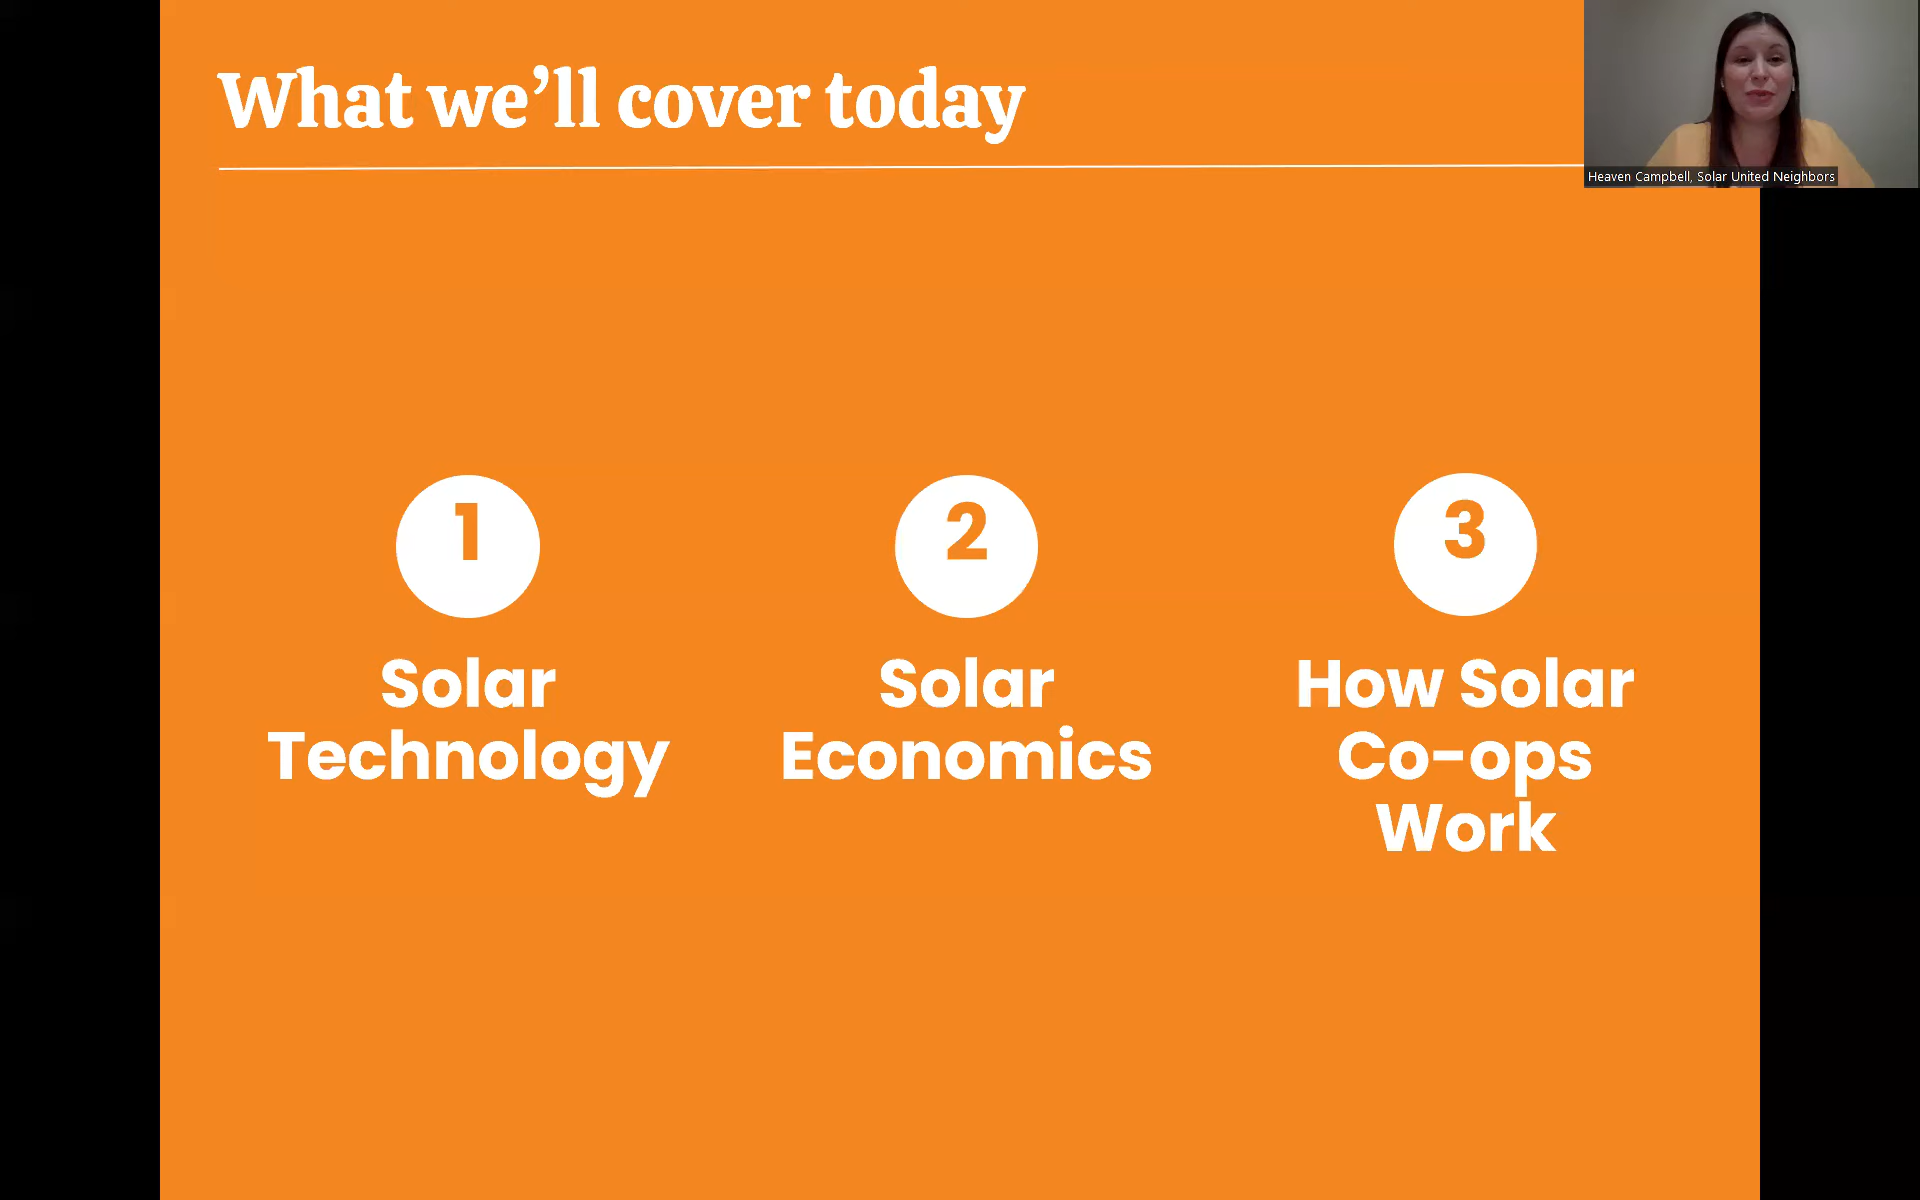 What we’ll cover today
Heaven Campbell, Solar United Neighbors
1
Solar
Technology
2
Solar
Economics
3
How Solar
Co-ops
Work